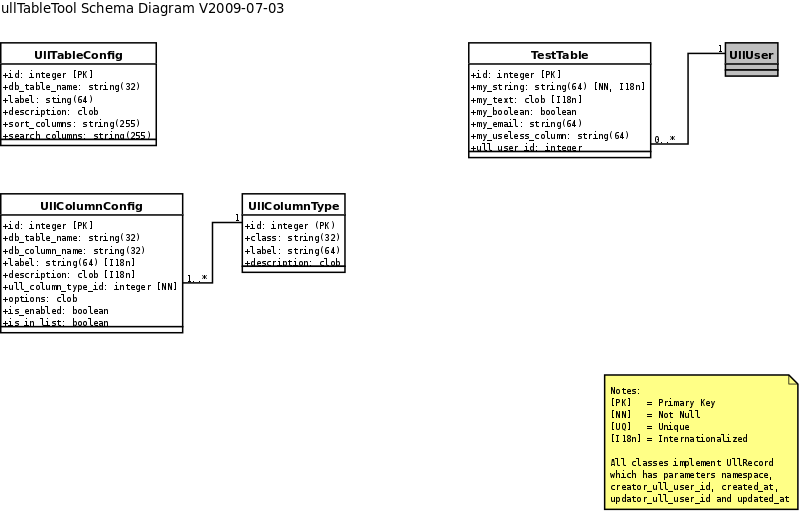 ullTableTool Schema Diagram V2009-07-03
UllTableConfig
+id: integer [PK]
+db_table_name: string(32)
+label: sting(64)
+description: clob
+sort_columns: string(255)
+search_columns: string(255)
TestTable
+id: integer [PK]
+my_string: string(64) [NN, I18n]
+my_text: clob [I18n]
+my_boolean: boolean
+my_email: string(64)
+my_useless_column: string(64)
+ull_user_id: integer
0..*
1
UllUser
UllColumnConfig
+id: integer [PK]
+db_table_name: string(32)
+db_column_name: string(32)
+label: string(64) [I18n]
+description: clob [I18n]
+ull_column_type_id: integer [NN]
+options: clob
+is_enabled: boolean
+is_in_list: boolean
1..*
1
UllColumnType
+id: integer (PK)
+class: string(32)
+label: string(64)
+description: clob
Notes:
[PK] = Primary Key
[NN] = Not Null
[UQ] = Unique
[I18n] = Internationalized
All classes implement UllRecord
which has parameters namespace,
creator_ull_user_id, created_at,
updator_ull_user_id and updated_at